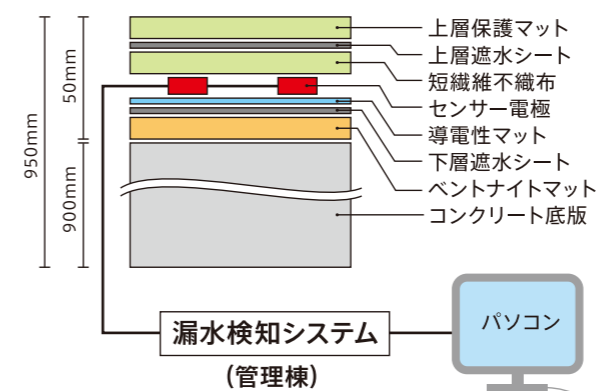 上層保護マット
上層遮水シート
短繊維不織布
センサー電極
導電性マット
下層遮水シート
ベントナイトマット
コンクリート底版
950mm
50mm
900mm
漏水検知システム
(管理棟)
パソコン